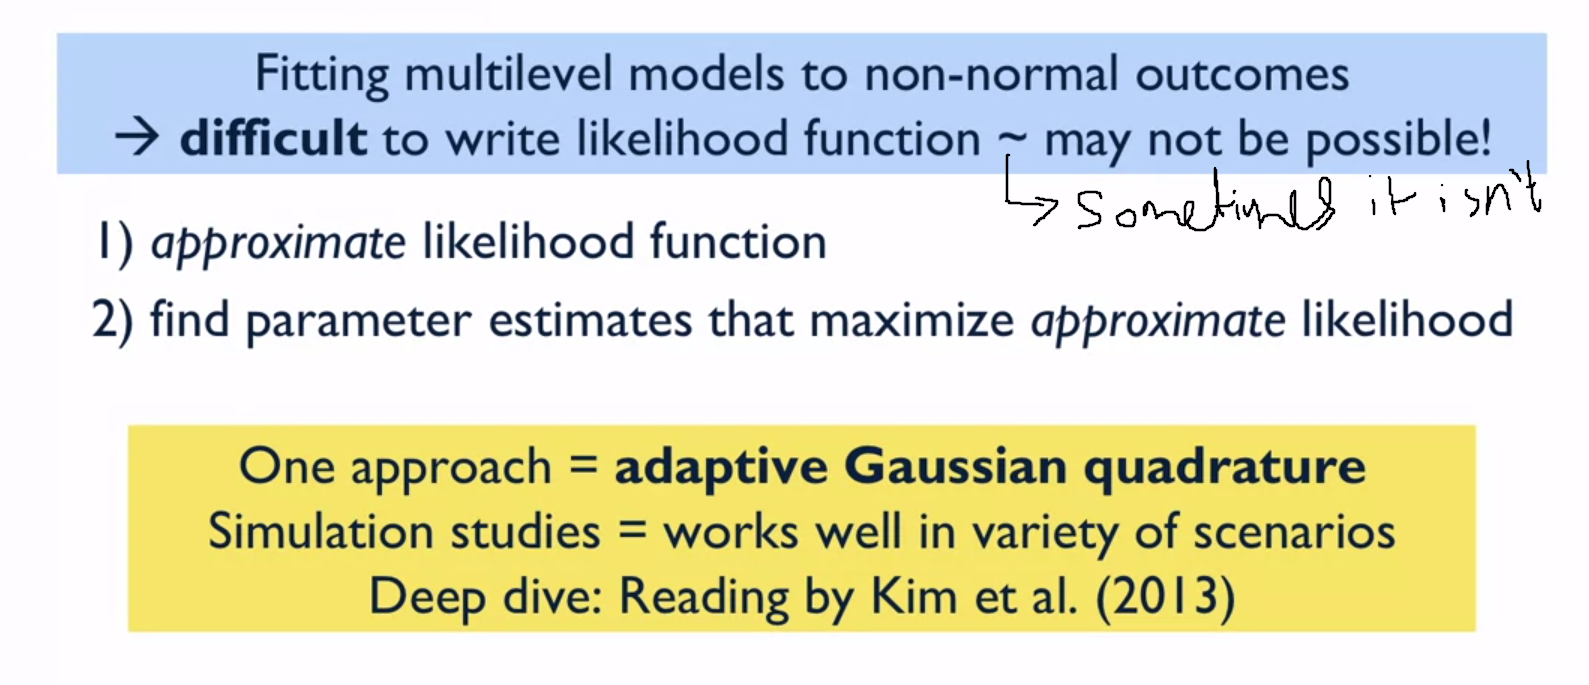 Fitting multilevel models to non-normal outcomes
→ difficult to write likelihood function ~ may not be possible!
↳ Sometimes it isn't
1) approximate likelihood function
2) find parameter estimates that maximize approximate likelihood
One approach = adaptive Gaussian quadrature
Simulation studies = works well in variety of scenarios
Deep dive: Reading by Kim et al. (2013)